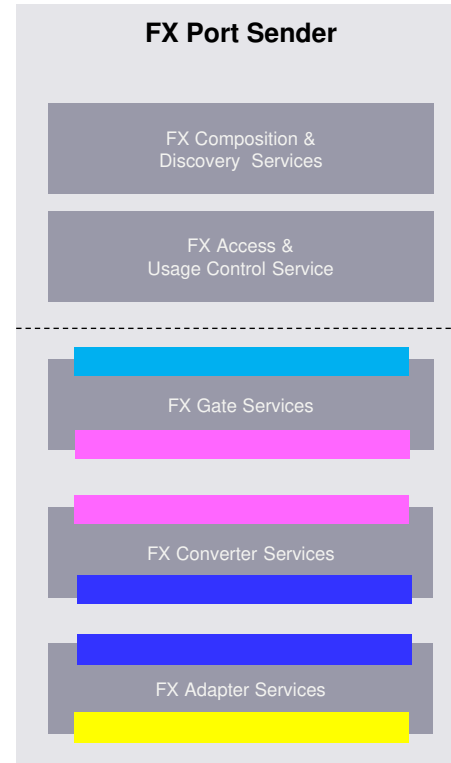 FX Port Sender
FX Composition &
Discovery Services
FX Access &
Usage Control Service
FX Gate Services
FX Converter Services
FX Adapter Services